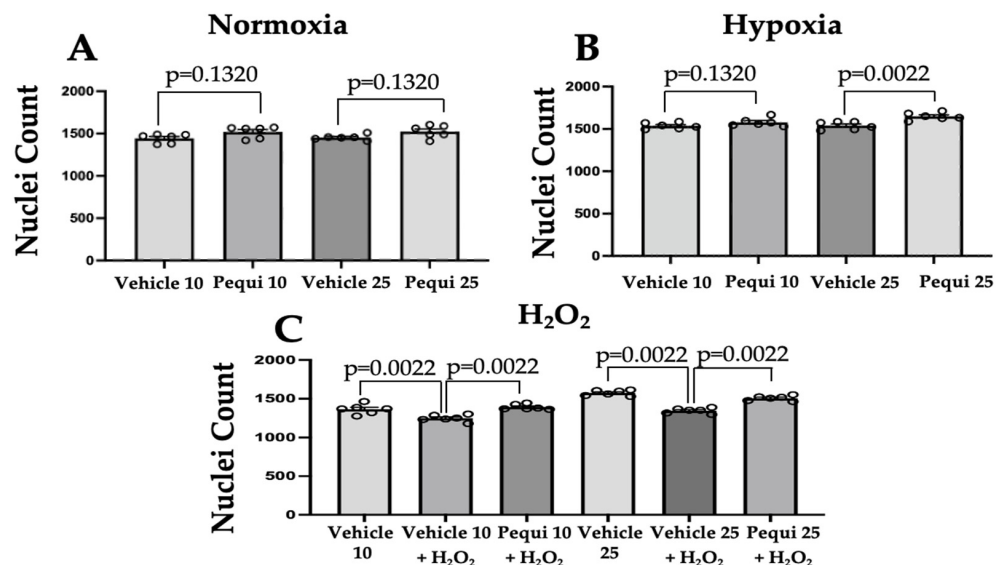 Normoxia
Hypoxia
A
B
p=0.1320
p=0.1320
p=0.1320
p=0.0022
Nuclei Count
2000
1500
1000
500
0
Vehicle 10
Pequi 10
Vehicle 25
Pequi 25
Nuclei Count
2000
1500
1000
500
0
Vehicle 10
Pequi 10
Vehicle 25
Pequi 25
C
H₂O₂
p=0.0022
p=0.0022
p=0.0022
p=0.0022
Nuclei Count
2000
1500
1000
500
0
Vehicle
10
Vehicle 10
+ H₂O₂
Pequi 10
+ H₂O₂
Vehicle
25
Vehicle 25
+ H₂O₂
Pequi 25
+ H₂O₂